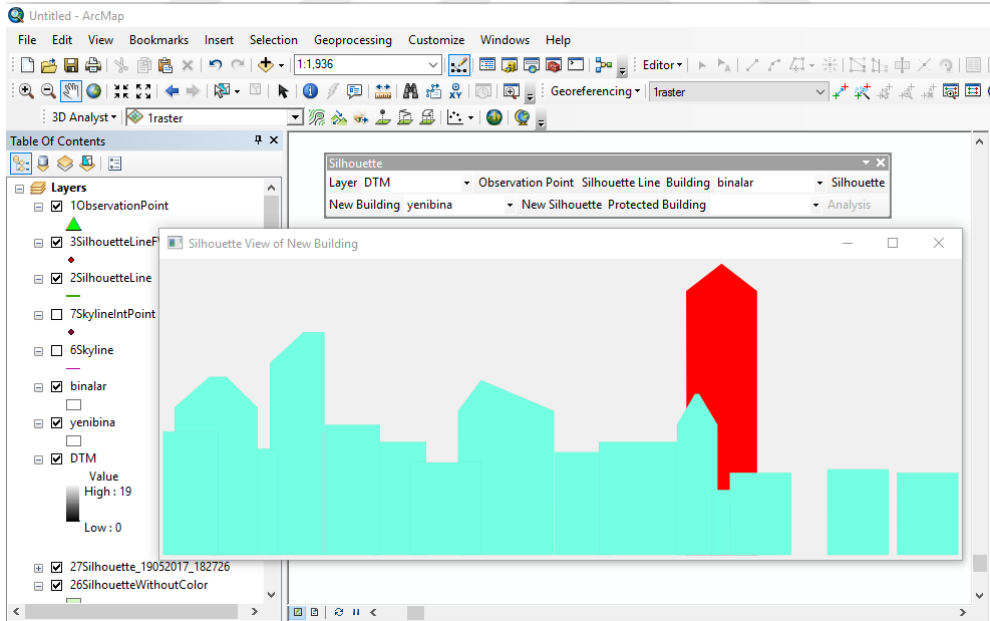 Untitled - ArcMap
File Edit View Bookmarks Insert Selection Geoprocessing Customize Windows Help
1:1,936 Editor
Georeferencing 1raster
3D Analyst 1raster
Table Of Contents
Layers
1ObservationPoint
3SilhouetteLineF
2SilhouetteLine
7SkylineIntPoint
6Skyline
binalar
yenibina
DTM
Value
High : 19
Low : 0
27Silhouette_19052017_182726
26SilhouetteWithoutColor
Silhouette
Layer DTM Observation Point Silhouette Line Building binalar Silhouette
New Building yenibina New Silhouette Protected Building Analysis
Silhouette View of New Building